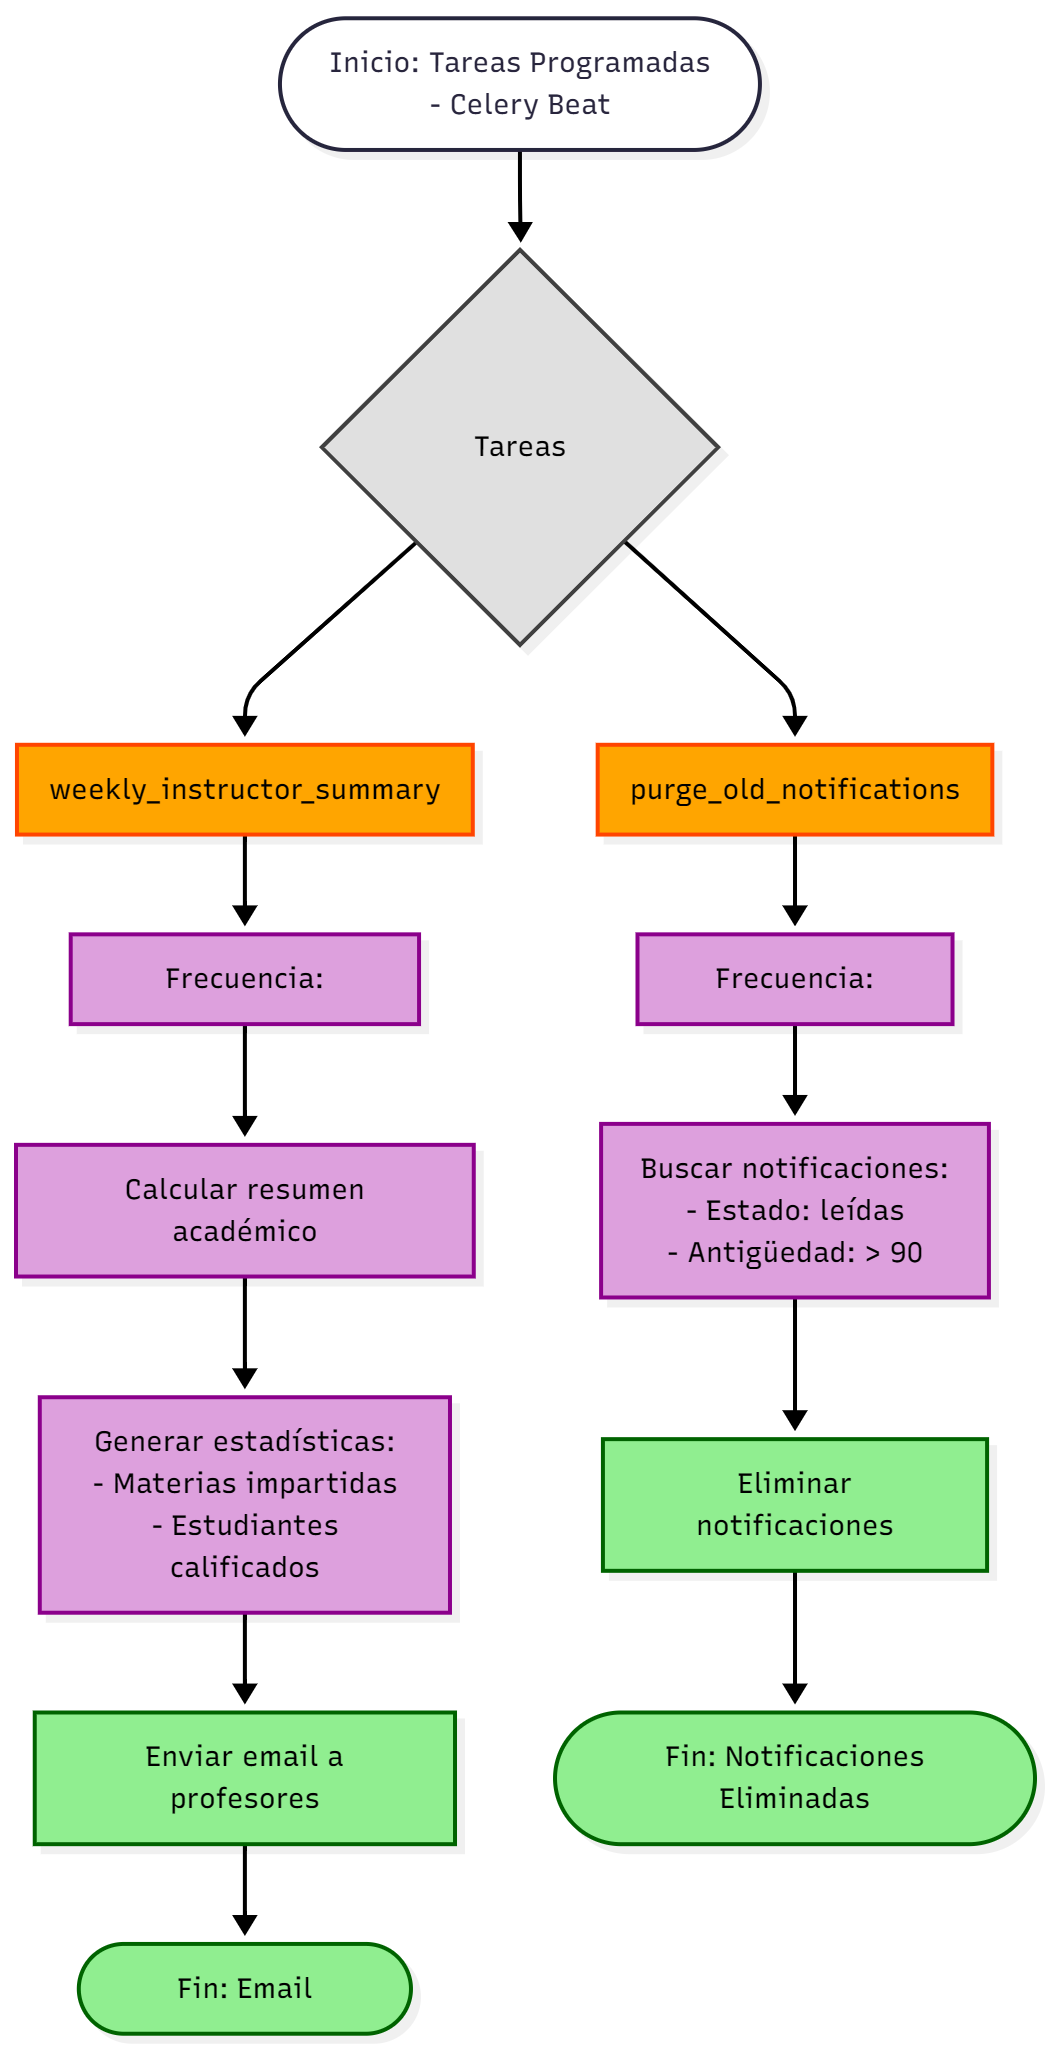 Inicio: Tareas Programadas
- Celery Beat
Tareas
weekly_instructor_summary
purge_old_notifications
Frecuencia:
Frecuencia:
Calcular resumen
académico
Buscar notificaciones:
- Estado: leídas
- Antigüedad: > 90
Generar estadísticas:
- Materias impartidas
- Estudiantes
calificados
Eliminar
notificaciones
Enviar email a
profesores
Fin: Notificaciones
Eliminadas
Fin: Email